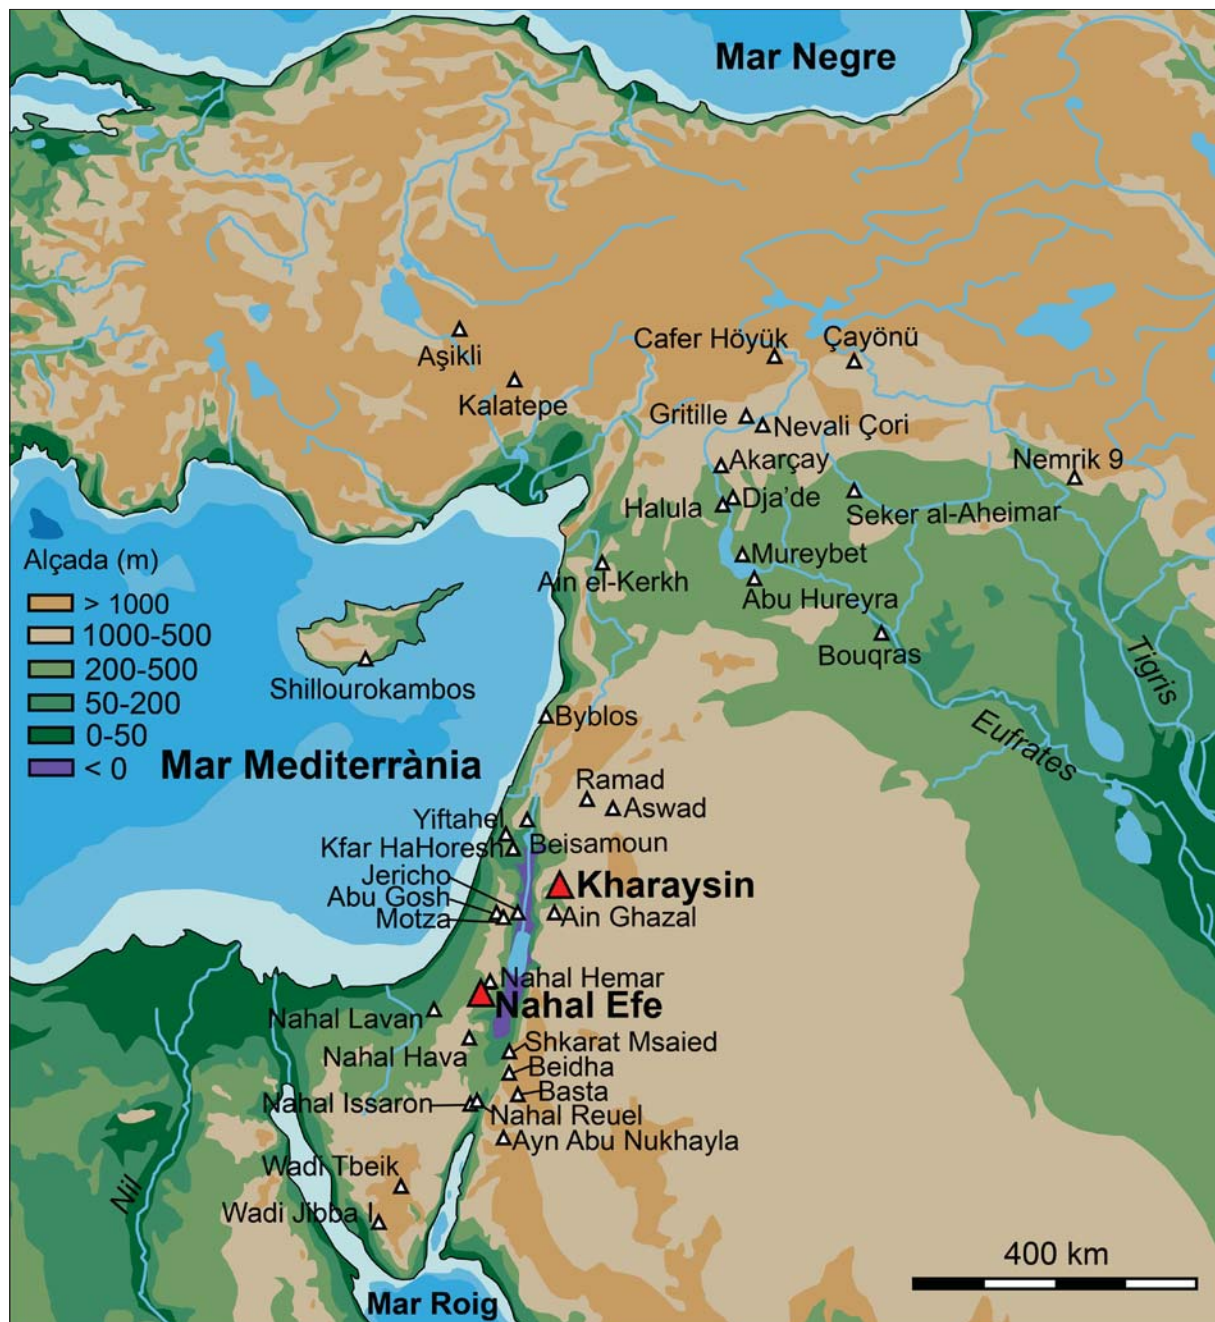 Mar Negre
Aşikli
Kalatepe
Cafer Höyük
Çayönü
Gritille
Nevali Çori
Akarçay
Nemrik 9
Dja'de
Halula
Seker al-Aheimar
Mureybet
Ain el-Kerkh
Abu Hureyra
Bouqras
Alçada (m)
> 1000
1000-500
200-500
50-200
0-50
< 0
Shillourokambos
Tigris
Eufrates
Byblos
Mar Mediterrània
Ramad
Aswad
Yiftahel
Kfar HaHoresh
Beisamoun
Jericho
Kharaysin
Abu Gosh
Motza
Ain Ghazal
Nahal Hemar
Nahal Efe
Nahal Lavan
Nahal Hava
Shkarat Msaied
Beidha
Basta
Nahal Issaron
Nahal Reuel
Ayn Abu Nukhayla
Wadi Tbeik
Nil
Wadi Jibba I
400 km
Mar Roig